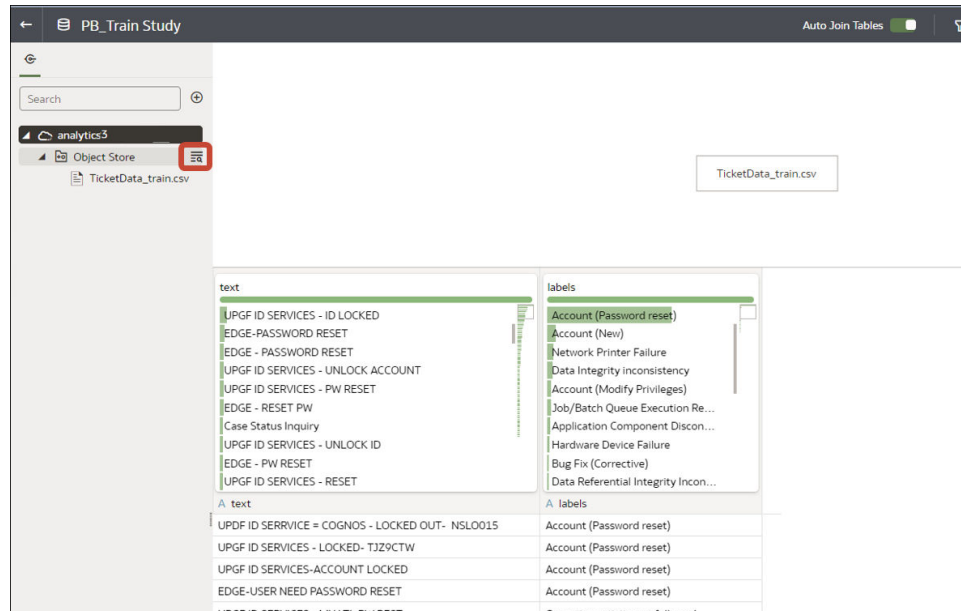 PB_Train Study
Auto Join Tables
Search
analytics3
Object Store
TicketData_train.csv
TicketData_train.csv
text
UPGF ID SERVICES - ID LOCKED
EDGE-PASSWORD RESET
EDGE - PASSWORD RESET
UPGF ID SERVICES - UNLOCK ACCOUNT
UPGF ID SERVICES - PW RESET
EDGE - RESET PW
Case Status Inquiry
UPGF ID SERVICES - UNLOCK ID
EDGE - PW RESET
UPGF ID SERVICES - RESET
labels
Account (Password reset)
Account (New)
Network Printer Failure
Data Integrity inconsistency
Account (Modify Privileges)
Job/Batch Queue Execution Re...
Application Component Discon...
Hardware Device Failure
Bug Fix (Corrective)
Data Referential Integrity Incon...
A text A labels
UPDF ID SERRVICE = COGNOS - LOCKED OUT- NSLO015 Account (Password reset)
UPGF ID SERVICES - LOCKED- TJZ9CTW Account (Password reset)
UPGF ID SERVICES-ACCOUNT LOCKED Account (Password reset)
EDGE-USER NEED PASSWORD RESET Account (Password reset)